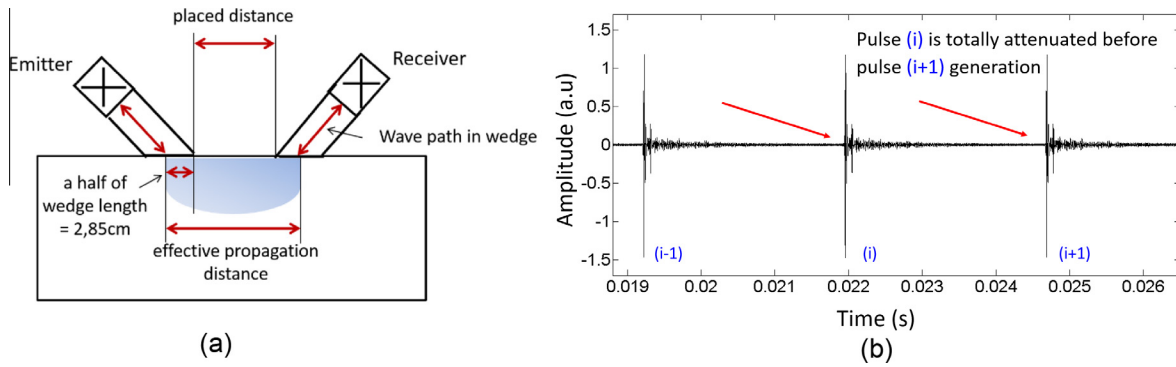 placed distance
Emitter
Receiver
Wave path in wedge
a half of
wedge length
= 2,85cm
effective propagation
distance
(a)
Pulse (i) is totally attenuated before
pulse (i+1) generation
Amplitude (a.u)
1
0.5
0
-0.5
-1
-1.5
(i-1)
(i)
(i+1)
0.019
0.02
0.021
0.022
0.023
0.024
0.025
0.026
Time (s)
(b)